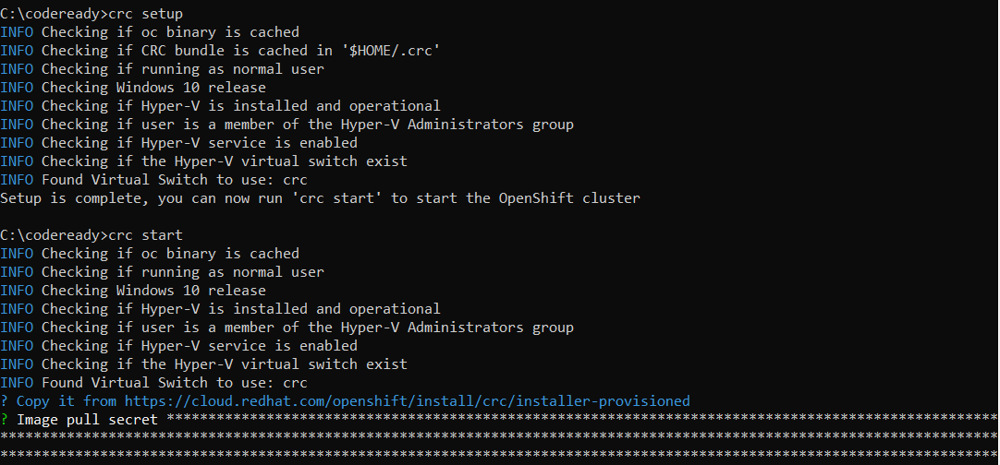 C:\codeready>crc setup
INFO Checking if oc binary is cached
INFO Checking if CRC bundle is cached in '$HOME/.crc'
INFO Checking if running as normal user
INFO Checking Windows 10 release
INFO Checking if Hyper-V is installed and operational
INFO Checking if user is a member of the Hyper-V Administrators group
INFO Checking if Hyper-V service is enabled
INFO Checking if the Hyper-V virtual switch exist
INFO Found Virtual Switch to use: crc
Setup is complete, you can now run 'crc start' to start the OpenShift cluster
C:\codeready>crc start
INFO Checking if oc binary is cached
INFO Checking if running as normal user
INFO Checking Windows 10 release
INFO Checking if Hyper-V is installed and operational
INFO Checking if user is a member of the Hyper-V Administrators group
INFO Checking if Hyper-V service is enabled
INFO Checking if the Hyper-V virtual switch exist
INFO Found Virtual Switch to use: crc
? Copy it from https://cloud.redhat.com/openshift/install/crc/installer-provisioned
? Image pull secret ****************************************************************************************************
************************************************************************************************************************
************************************************************************************************************************